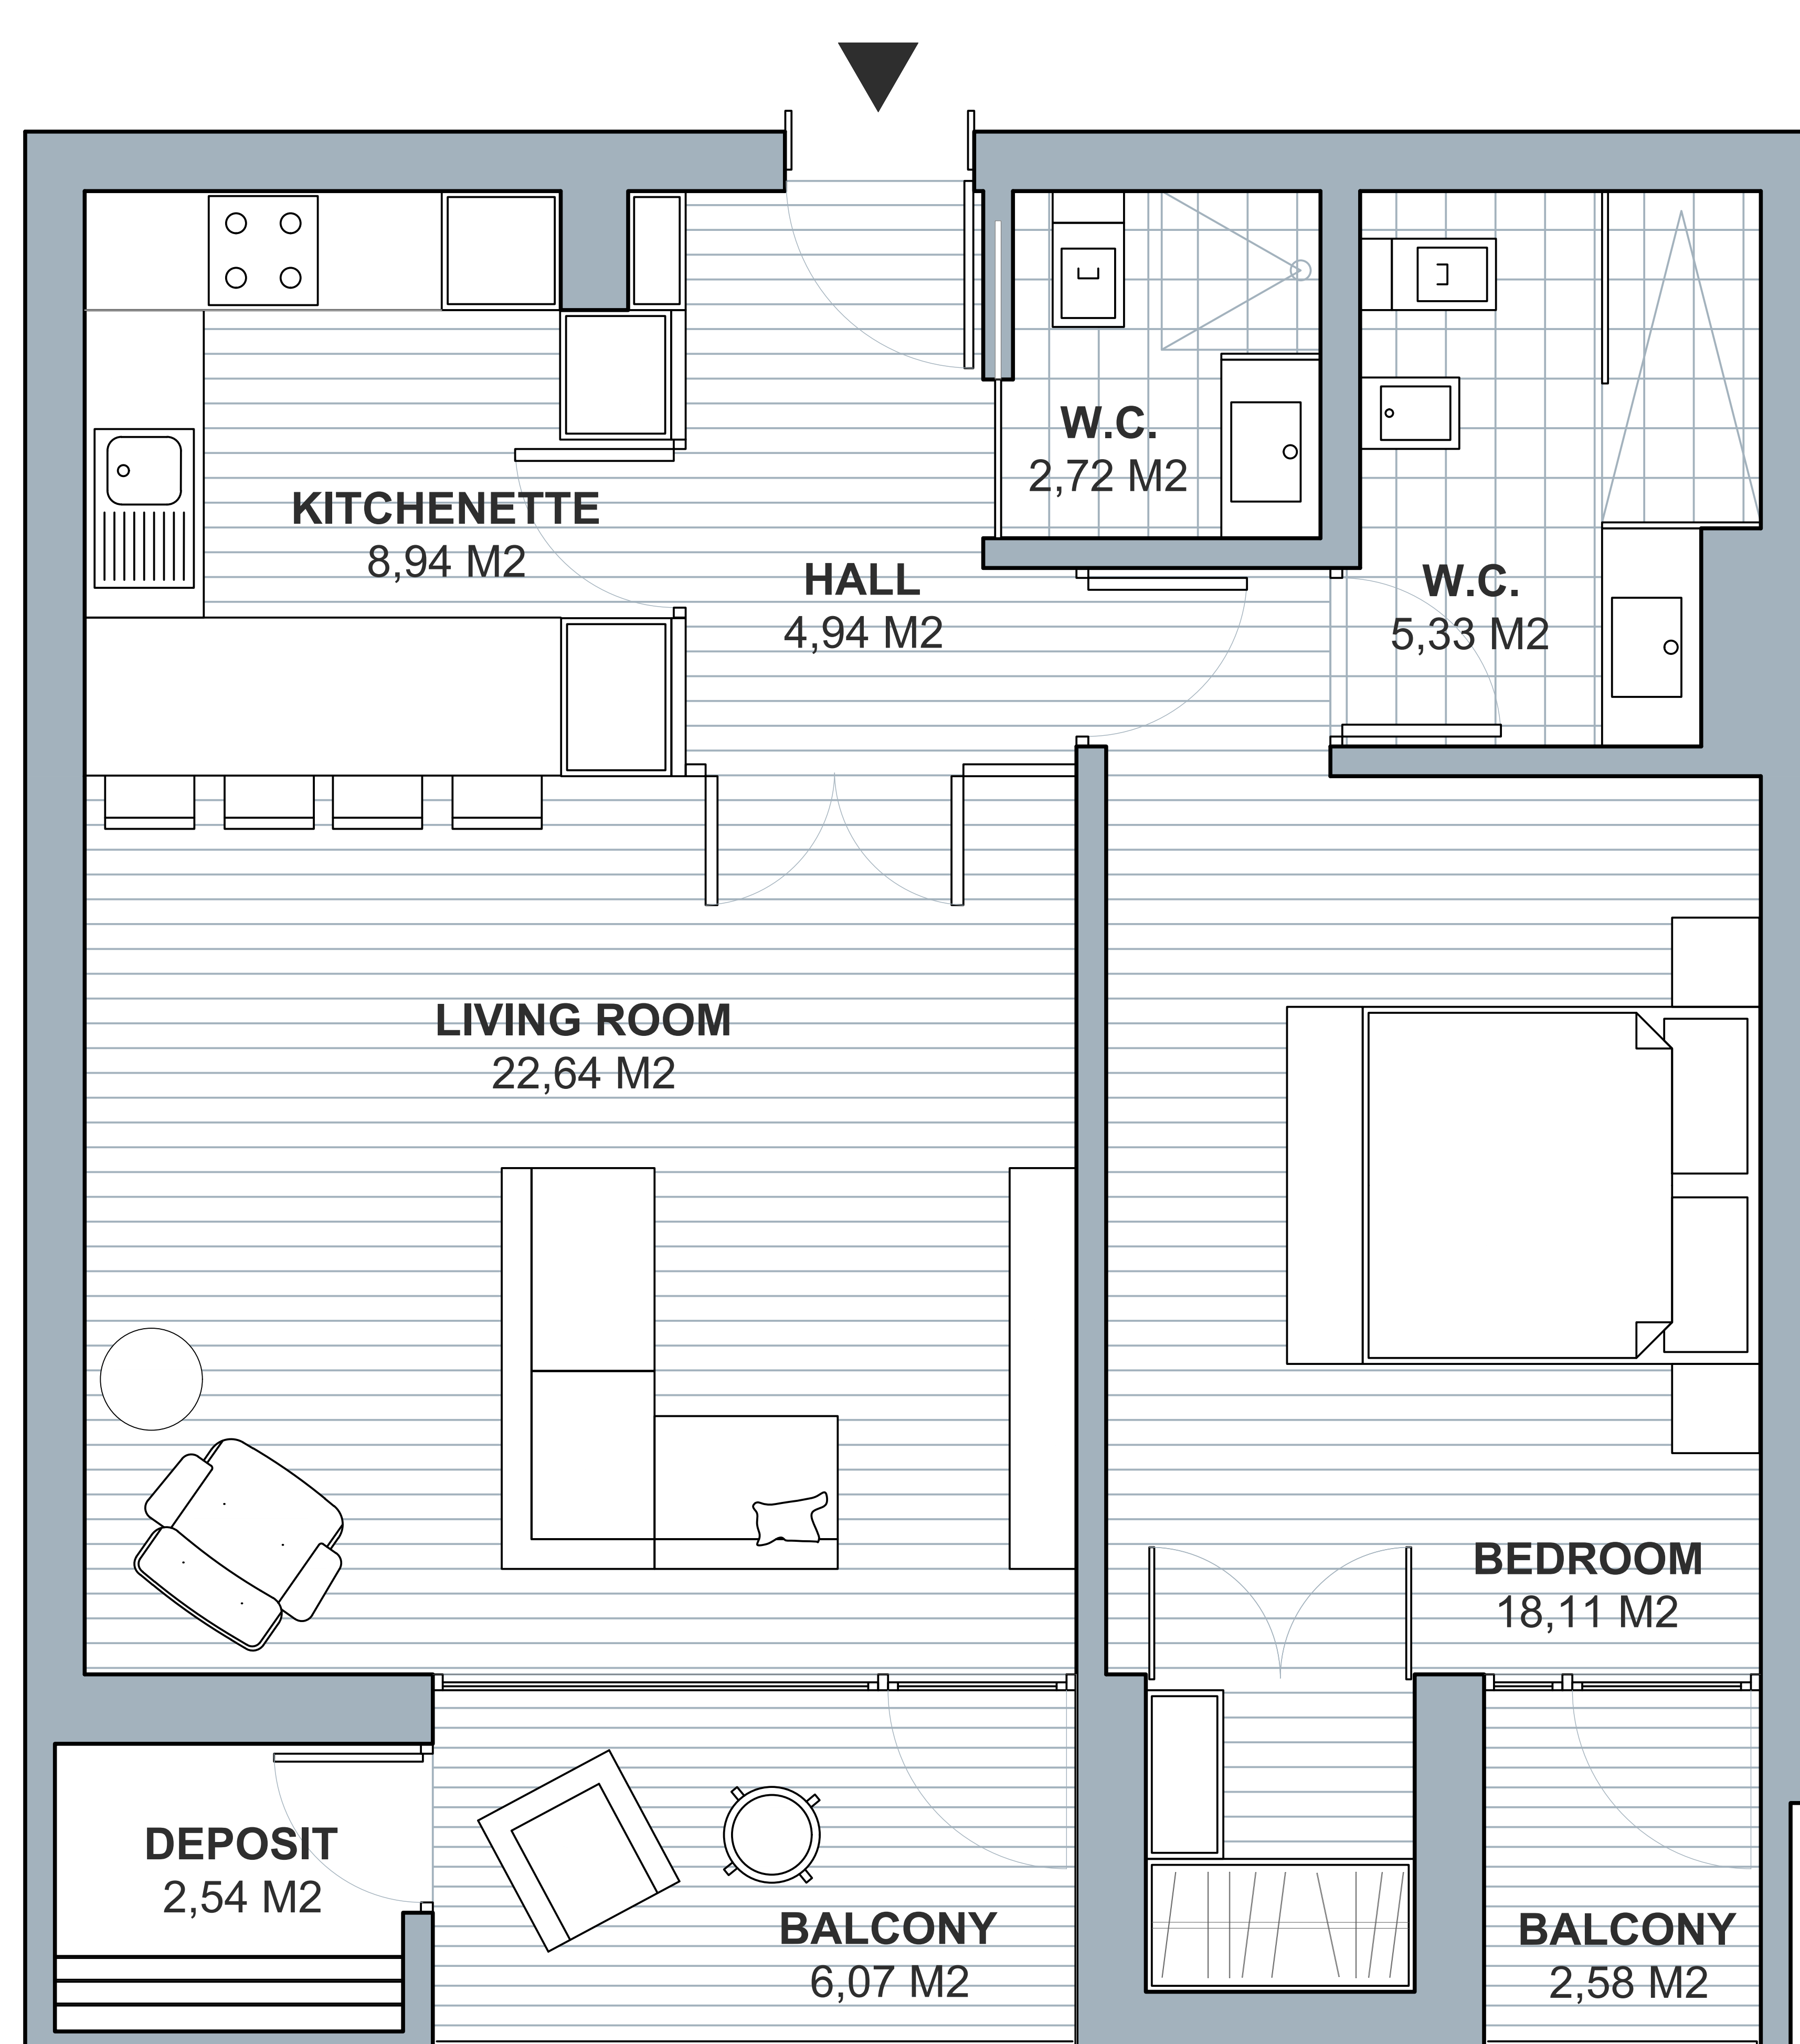 W.C.
2,72 M2
KITCHENETTE
8,94 M2
HALL
4,94 M2
W.C.
5,33 M2
LIVING ROOM
22,64 M2
BEDROOM
18,11 M2
DEPOSIT
2,54 M2
BALCONY
6,07 M2
BALCONY
2,58 M2